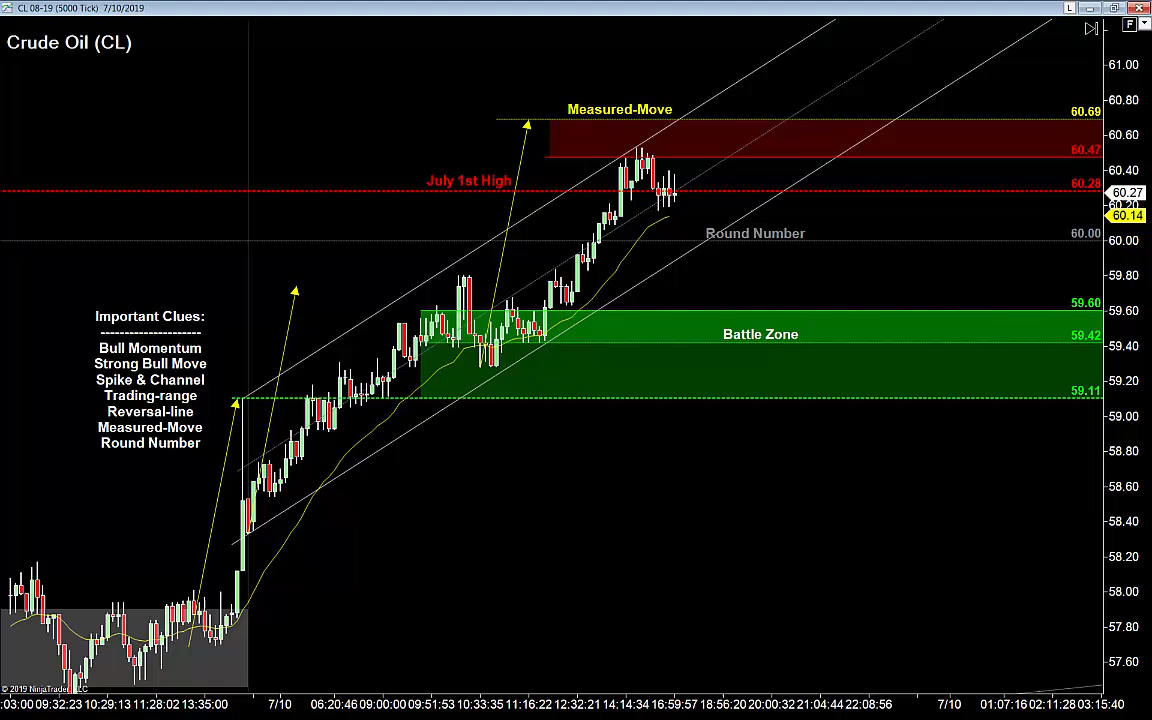 CL 08-19 (5000 Tick) 7/10/2019
L
F
Crude Oil (CL)
61.00
60.80
Measured-Move
60.69
60.60
60.47
60.40
July 1st High
60.28
60.27
60.20
60.14
Round Number
60.00
60.00
59.80
59.60
59.60
Important Clues:
----------------------
Bull Momentum
Strong Bull Move
Spike & Channel
Trading-range
Reversal-line
Measured-Move
Round Number
Battle Zone
59.42
59.40
59.20
59.11
59.00
58.80
58.60
58.40
58.20
58.00
57.80
57.60
© 2019 NinjaTrader, LLC
:03:00 09:32:23 10:29:13 11:28:02 13:35:00 7/10 06:20:46 09:00:00 09:51:53 10:33:35 11:16:22 12:32:21 14:14:34 16:59:57 18:56:20 20:00:32 21:04:44 22:08:56 7/10 01:07:16 02:11:28 03:15:40